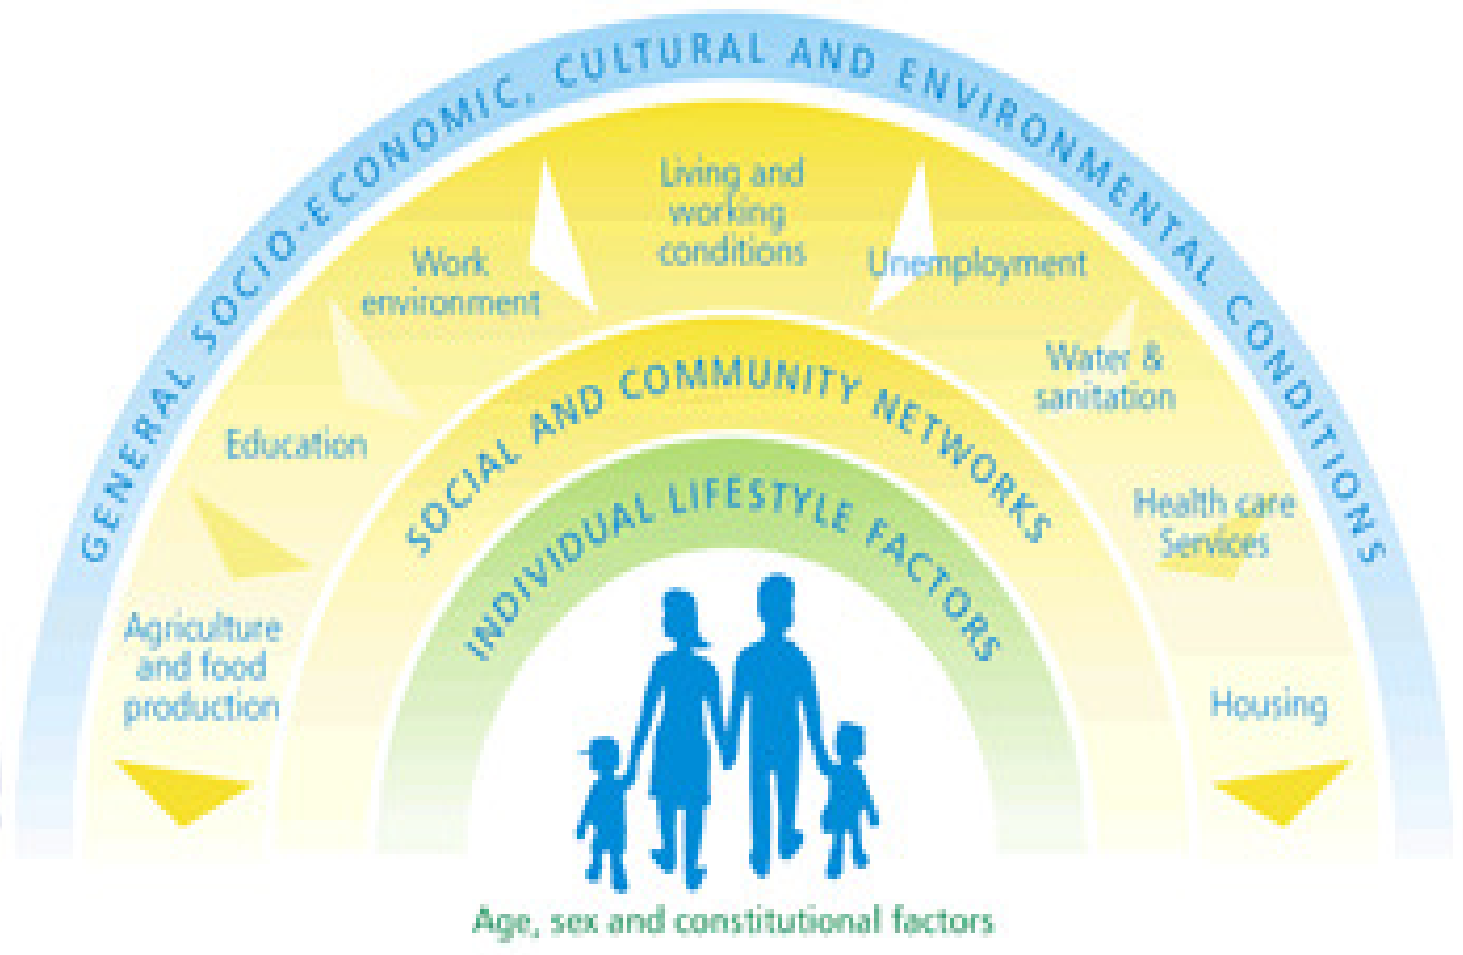 GENERAL SOCIO-ECONOMIC, CULTURAL AND ENVIRONMENTAL CONDITIONS
Living and
working
conditions
Work
environment
Unemployment
Education
Water &
sanitation
Agriculture
and food
production
Health care
Services
Housing
SOCIAL AND COMMUNITY NETWORKS
INDIVIDUAL LIFESTYLE FACTORS
Age, sex and constitutional factors